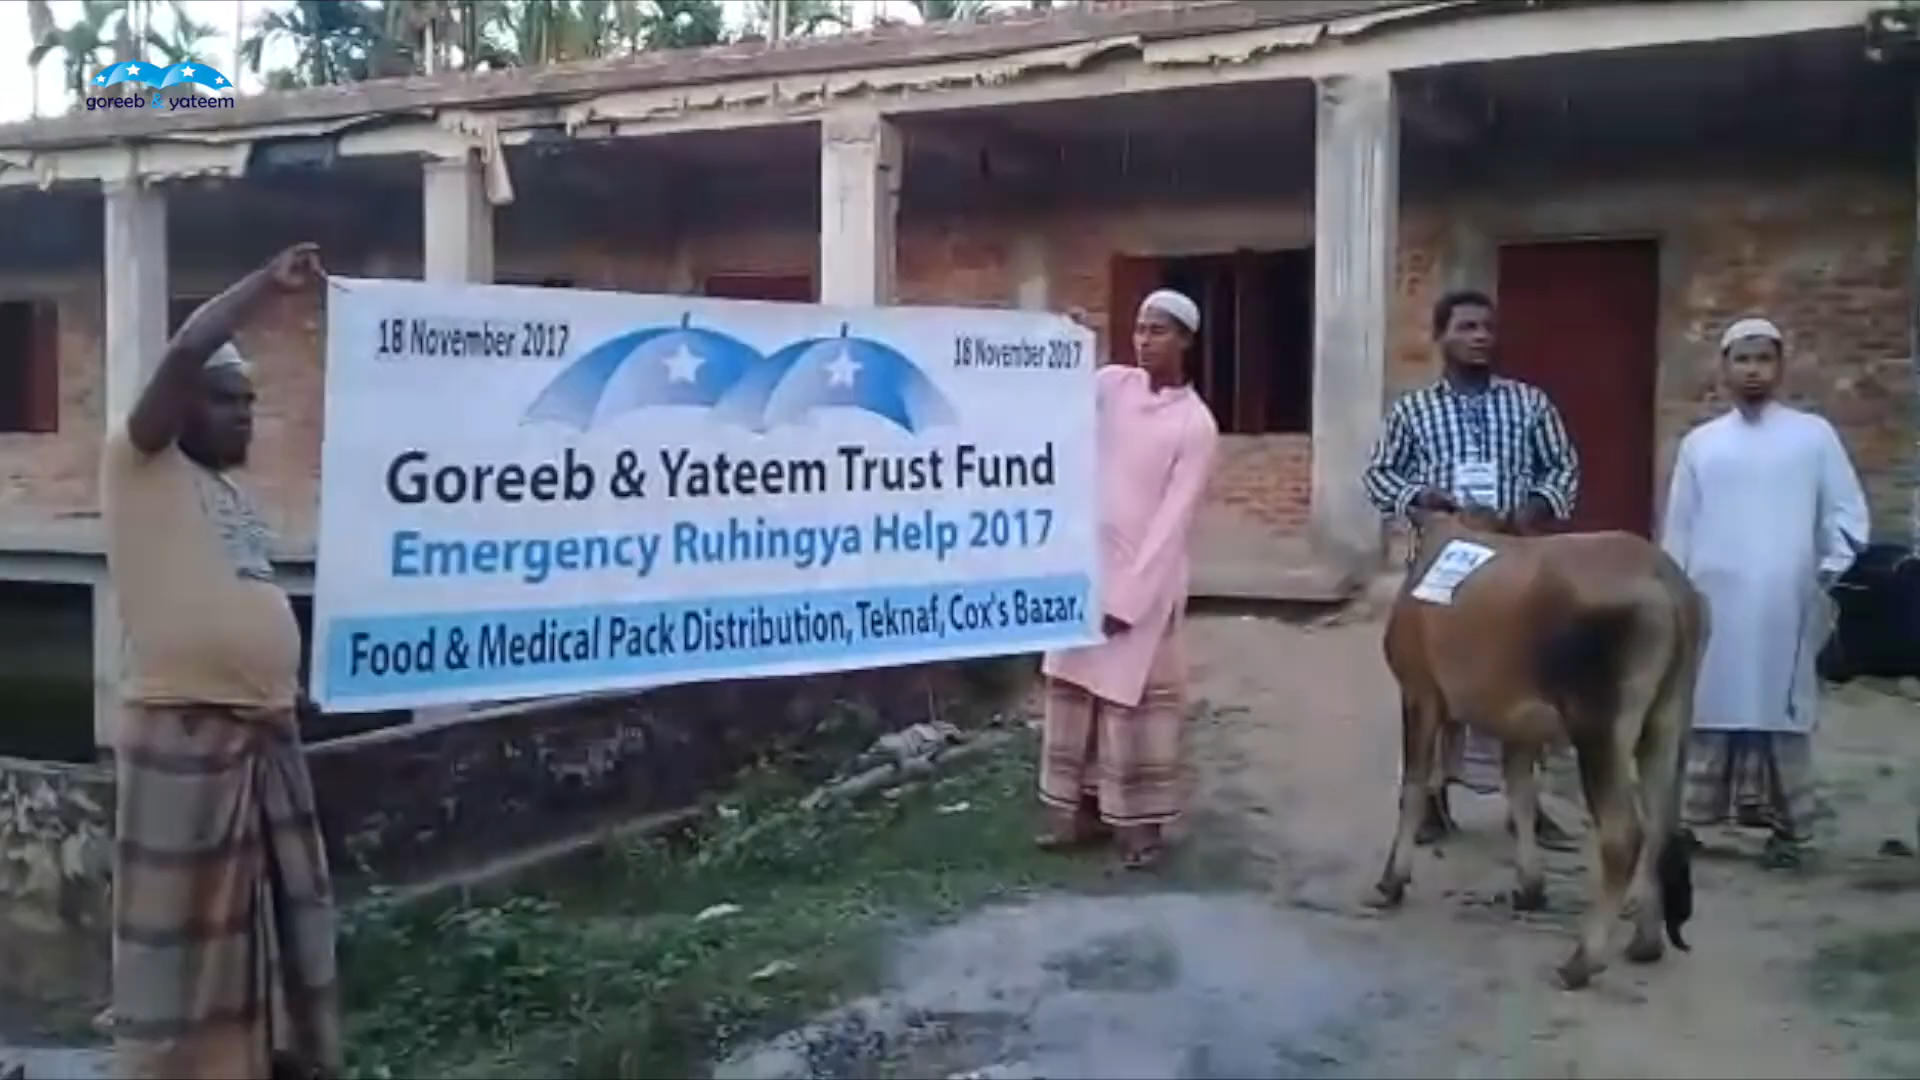 goreeb & yateem
18 November 2017
18 November 2017
Goreeb & Yateem Trust Fund
Emergency Ruhingya Help 2017
Food & Medical Pack Distribution, Teknaf, Cox's Bazar.